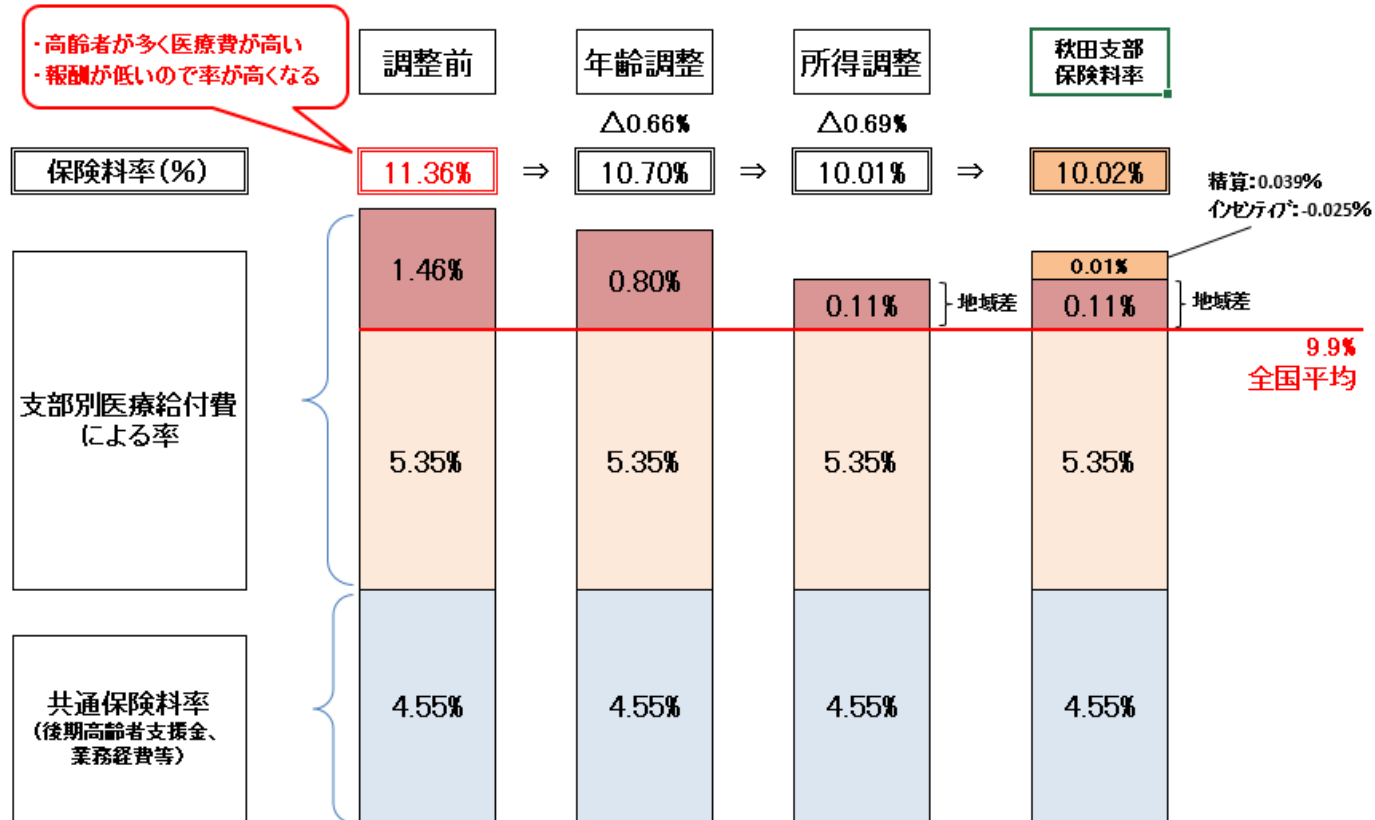 ・高齢者が多く医療費が高い
・報酬が低いので率が高くなる
調整前
年齢調整
所得調整
秋田支部
保険料率
△0.66%
△0.69%
保険料率(%)
11.36%
⇒
10.70%
⇒
10.01%
⇒
10.02%
精算:0.039%
インセンティブ:-0.025%
1.46%
0.80%
0.11%
地域差
0.01%
0.11%
地域差
9.9%
全国平均
支部別医療給付費
による率
5.35%
5.35%
5.35%
5.35%
共通保険料率
(後期高齢者支援金、
業務経費等)
4.55%
4.55%
4.55%
4.55%